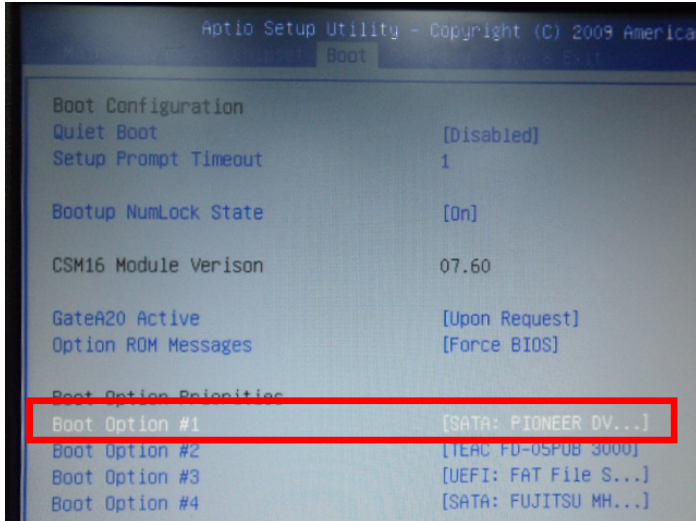 Aptio Setup Utility – Copyright (C) 2009 America
Boot
Boot Configuration
Quiet Boot [Disabled]
Setup Prompt Timeout 1
Bootup NumLock State [On]
CSM16 Module Verison 07.60
GateA20 Active [Upon Request]
Option ROM Messages [Force BIOS]
Boot Option Priorities
Boot Option #1 [SATA: PIONEER DV...]
Boot Option #2 [TEAC FD-05PUB 3000]
Boot Option #3 [UEFI: FAT File S...]
Boot Option #4 [SATA: FUJITSU MH...]